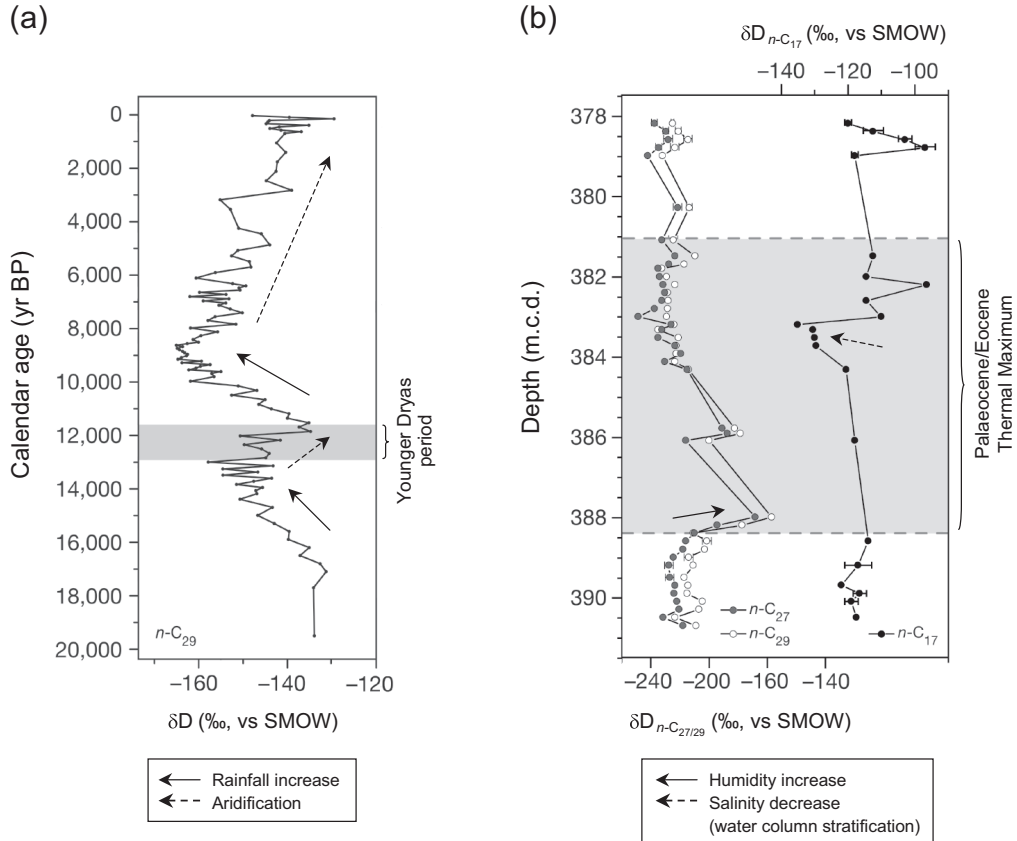 (a)
0
2,000
4,000
6,000
8,000
10,000
12,000
14,000
16,000
18,000
20,000
Calendar age (yr BP)
n-C29
Younger Dryas
period
−160
−140
−120
δD (‰, vs SMOW)
Rainfall increase
Aridification
(b)
δD n-C17 (‰, vs SMOW)
−140
−120
−100
378
380
382
384
386
388
390
Depth (m.c.d.)
Palaeocene/Eocene
Thermal Maximum
n-C27
n-C29
n-C17
−240
−200
−160
−140
δD n-C27/29 (‰, vs SMOW)
Humidity increase
Salinity decrease
(water column stratification)